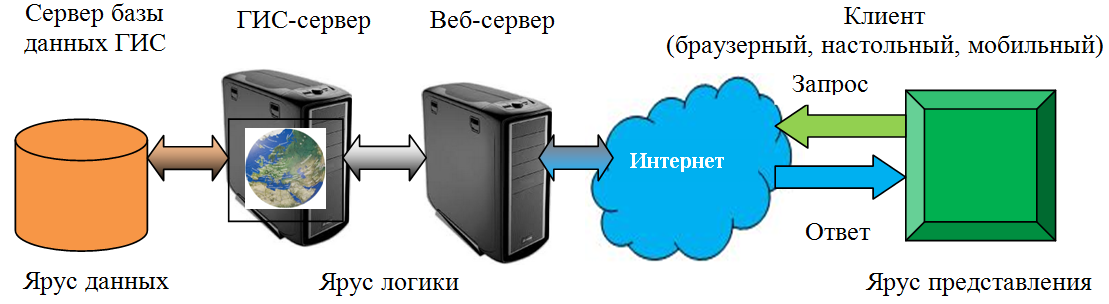 Сервер базы
данных ГИС
ГИС-сервер
Веб-сервер
Клиент
(браузерный, настольный, мобильный)
Запрос
Интернет
Ответ
Ярус данных
Ярус логики
Ярус представления